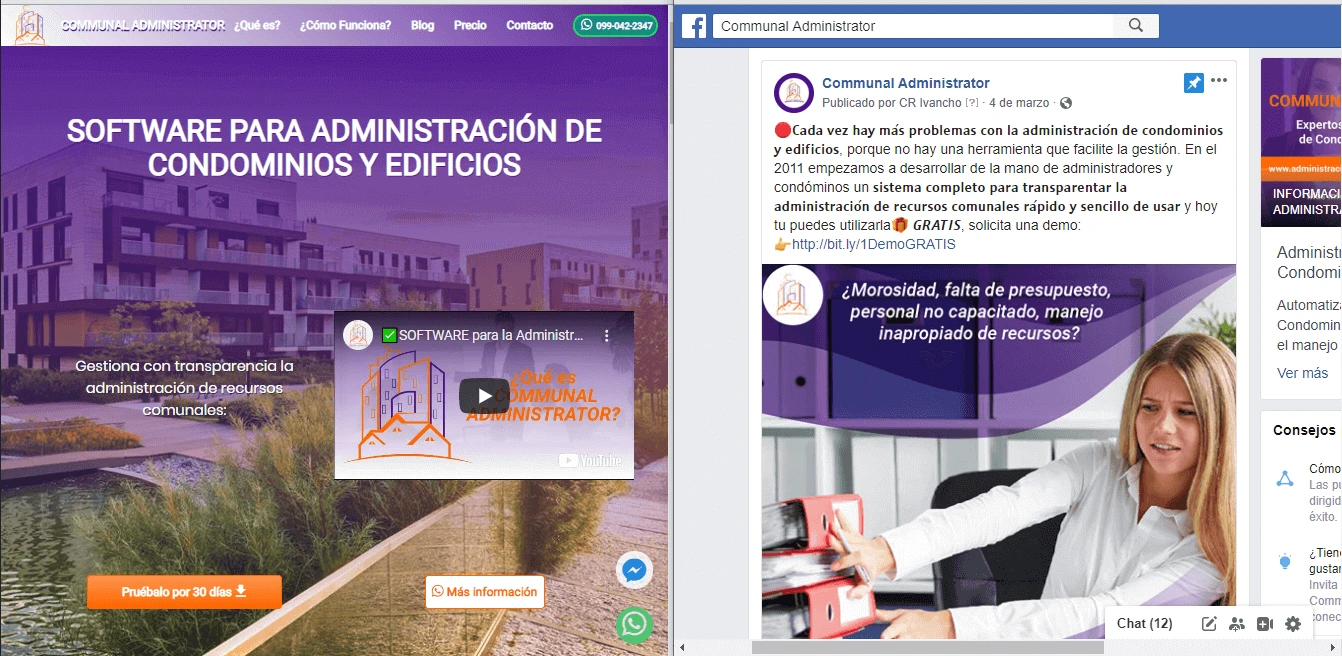 COMMUNAL ADMINISTRATOR ¿Qué es? ¿Cómo Funciona? Blog Precio Contacto 099-042-2347
SOFTWARE PARA ADMINISTRACIÓN DE
CONDOMINIOS Y EDIFICIOS
Gestiona con transparencia la
administración de recursos
comunales:
SOFTWARE para la Administr...
¿Qué es
COMMUNAL
ADMINISTRATOR?
YouTube
Pruébalo por 30 días
Más información
Communal Administrator
Communal Administrator
Publicado por CR Ivancho [?] · 4 de marzo ·
Cada vez hay más problemas con la administración de condominios
y edificios, porque no hay una herramienta que facilite la gestión. En el
2011 empezamos a desarrollar de la mano de administradores y
condóminos un sistema completo para transparentar la
administración de recursos comunales rápido y sencillo de usar y hoy
tu puedes utilizarla GRATIS, solicita una demo:
http://bit.ly/1DemoGRATIS
¿Morosidad, falta de presupuesto,
personal no capacitado, manejo
inapropiado de recursos?
COMMUN
Expertos
de Cond
www.administrac
INFORMACI
ADMINISTRA
Administr
Condomi
Automatiza
Condomin
el manejo
Ver más
Consejos
Cómo
Las pu
dirigid
éxito.
¿Tiene
gustar
Invita
Comm
conec
Chat (12)